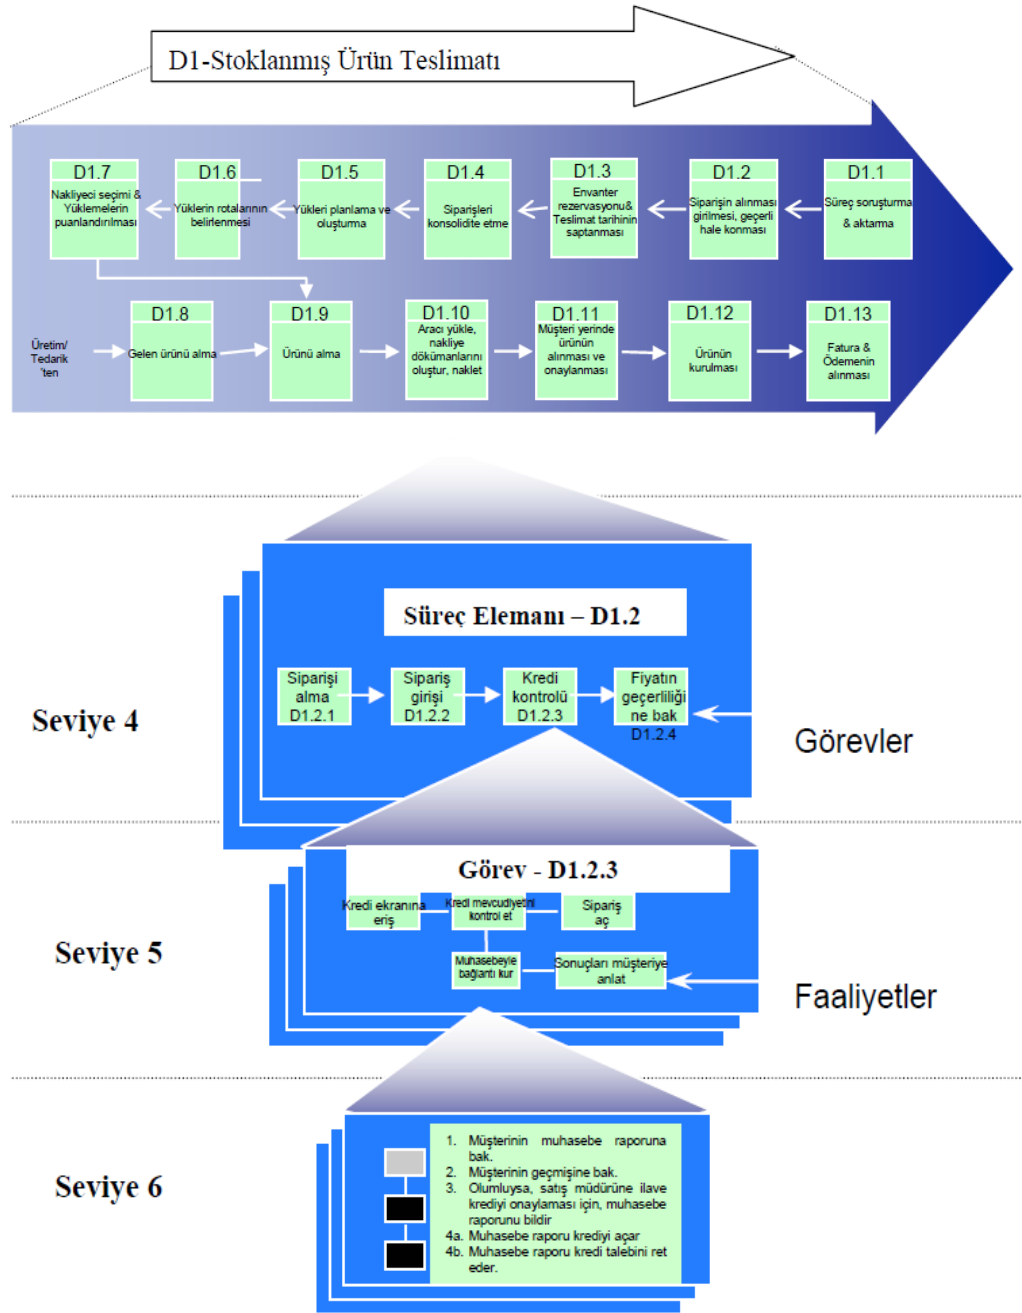 D1-Stoklanmış Ürün Teslimatı
D1.7
Nakliyeci seçimi &
Yüklemelerin
puanlandırılması
D1.6
Yüklerin rotalarının
belirlenmesi
D1.5
Yükleri planlama ve
oluşturma
D1.4
Siparişleri
konsolidite etme
D1.3
Envanter
rezervasyonu&
Teslimat tarihinin
saptanması
D1.2
Siparişin alınması
girilmesi, geçerli
hale konması
D1.1
Süreç soruşturma
& aktarma
Üretim/
Tedarik
'ten
D1.8
Gelen ürünü alma
D1.9
Ürünü alma
D1.10
Aracı yükle,
nakliye
dökümanlarını
oluştur, naklet
D1.11
Müşteri yerinde
ürünün
alınması ve
onaylanması
D1.12
Ürünün
kurulması
D1.13
Fatura &
Ödemenin
alınması
Süreç Elemanı – D1.2
Seviye 4
Siparişi
alma
D1.2.1
Sipariş
girişi
D1.2.2
Kredi
kontrolü
D1.2.3
Fiyatın
geçerliliği
ne bak
D1.2.4
Görevler
Görev - D1.2.3
Seviye 5
Kredi ekranına
eriş
Kredi mevcudiyetini
kontrol et
Sipariş
aç
Muhasebeyle
bağlantı kur
Sonuçları müşteriye
anlat
Faaliyetler
Seviye 6
1. Müşterinin muhasebe raporuna
bak.
2. Müşterinin geçmişine bak.
3. Olumluysa, satış müdürüne ilave
krediyi onaylaması için, muhasebe
raporunu bildir
4a. Muhasebe raporu krediyi açar
4b. Muhasebe raporu kredi talebini ret
eder.